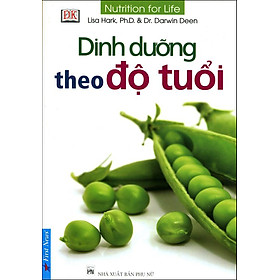 DK
Nutrition for Life
Lisa Hark, Ph.D. & Dr. Darwin Deen
Dinh dưỡng
theo độ tuổi
First News
NHÀ XUẤT BẢN PHỤ NỮ